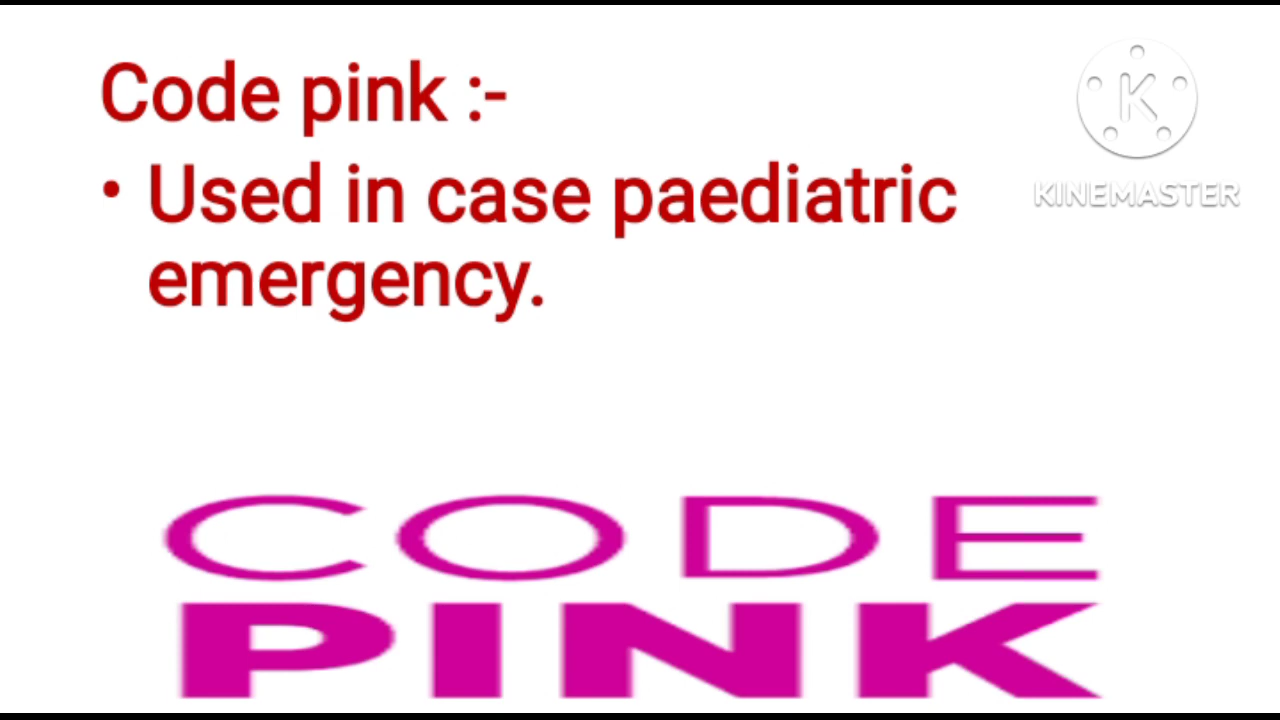 Code pink :-
• Used in case paediatric
emergency.
K
KINEMASTER
CODE
PINK